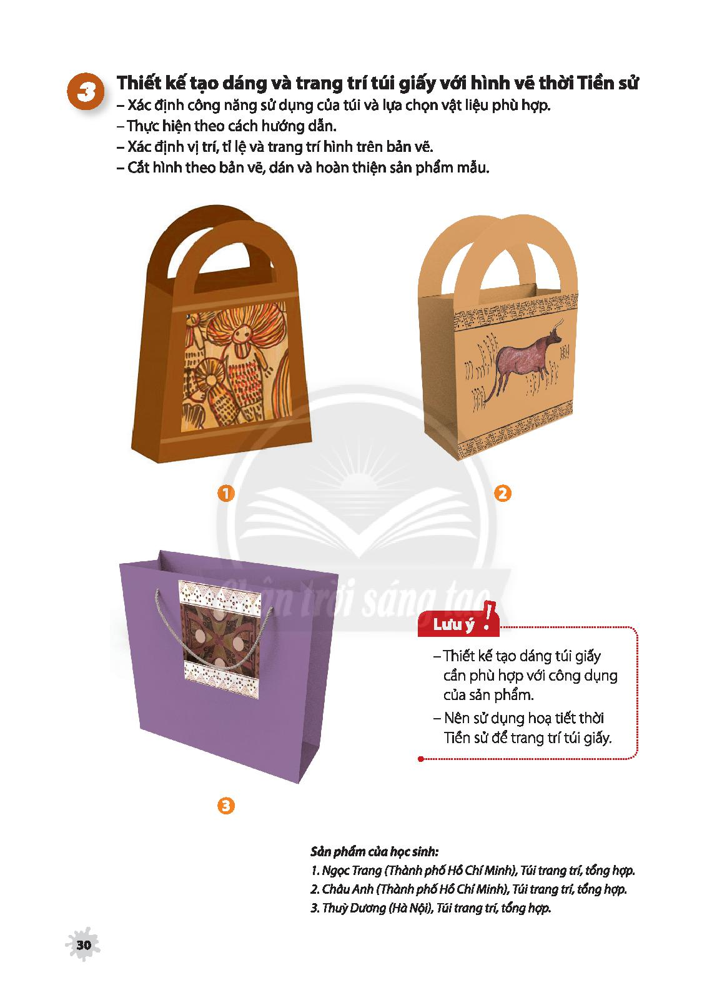 3
Thiết kế tạo dáng và trang trí túi giấy với hình vẽ thời Tiền sử
– Xác định công năng sử dụng của túi và lựa chọn vật liệu phù hợp.
– Thực hiện theo cách hướng dẫn.
– Xác định vị trí, tỉ lệ và trang trí hình trên bản vẽ.
– Cắt hình theo bản vẽ, dán và hoàn thiện sản phẩm mẫu.
1
2
Chân trời sáng tạo
Lưu ý !
– Thiết kế tạo dáng túi giấy
cần phù hợp với công dụng
của sản phẩm.
– Nên sử dụng hoạ tiết thời
Tiền sử để trang trí túi giấy.
3
Sản phẩm của học sinh:
1. Ngọc Trang (Thành phố Hồ Chí Minh), Túi trang trí, tổng hợp.
2. Châu Anh (Thành phố Hồ Chí Minh), Túi trang trí, tổng hợp.
3. Thuỳ Dương (Hà Nội), Túi trang trí, tổng hợp.
30